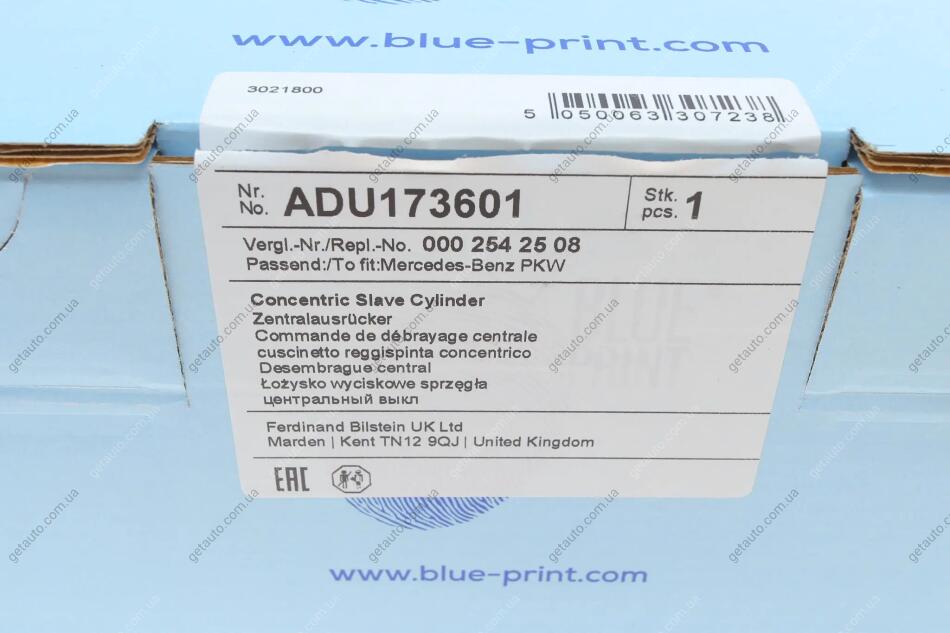 www.blue-print.com
3021800
5 050063 307238
Nr. No. ADU173601 Stk. pcs. 1
Vergl.-Nr./Repl.-No. 000 254 25 08
Passend:/To fit:Mercedes-Benz PKW
Concentric Slave Cylinder
Zentralausrücker
Commande de débrayage centrale
cuscinetto reggispinta concentrico
Desembrague central
Łożysko wyciskowe sprzęgła
центральный выкл
Ferdinand Bilstein UK Ltd
Marden | Kent TN12 9QJ | United Kingdom
EAC
www.blue-print.com
getauto.com.ua